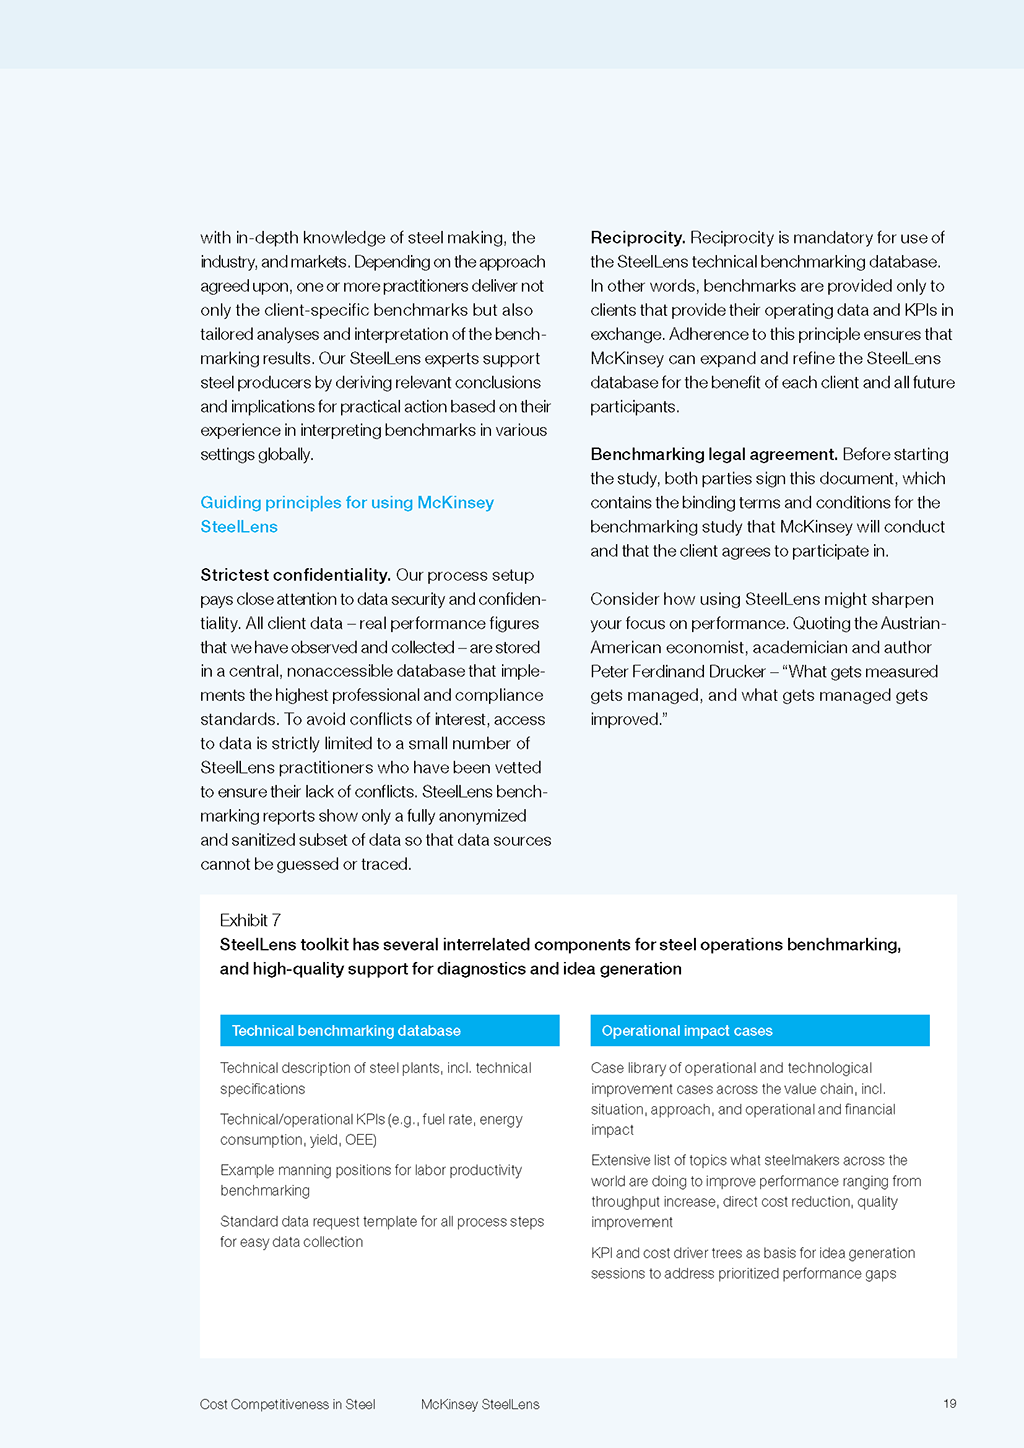 with in-depth knowledge of steel making, the
industry, and markets. Depending on the approach
agreed upon, one or more practitioners deliver not
only the client-specific benchmarks but also
tailored analyses and interpretation of the bench-
marking results. Our SteelLens experts support
steel producers by deriving relevant conclusions
and implications for practical action based on their
experience in interpreting benchmarks in various
settings globally.
Guiding principles for using McKinsey
SteelLens
Strictest confidentiality. Our process setup
pays close attention to data security and confiden-
tiality. All client data – real performance figures
that we have observed and collected – are stored
in a central, nonaccessible database that imple-
ments the highest professional and compliance
standards. To avoid conflicts of interest, access
to data is strictly limited to a small number of
SteelLens practitioners who have been vetted
to ensure their lack of conflicts. SteelLens bench-
marking reports show only a fully anonymized
and sanitized subset of data so that data sources
cannot be guessed or traced.
Reciprocity. Reciprocity is mandatory for use of
the SteelLens technical benchmarking database.
In other words, benchmarks are provided only to
clients that provide their operating data and KPIs in
exchange. Adherence to this principle ensures that
McKinsey can expand and refine the SteelLens
database for the benefit of each client and all future
participants.
Benchmarking legal agreement. Before starting
the study, both parties sign this document, which
contains the binding terms and conditions for the
benchmarking study that McKinsey will conduct
and that the client agrees to participate in.
Consider how using SteelLens might sharpen
your focus on performance. Quoting the Austrian-
American economist, academician and author
Peter Ferdinand Drucker – “What gets measured
gets managed, and what gets managed gets
improved.”
Exhibit 7
SteelLens toolkit has several interrelated components for steel operations benchmarking,
and high-quality support for diagnostics and idea generation
Technical benchmarking database
Technical description of steel plants, incl. technical
specifications
Technical/operational KPIs (e.g., fuel rate, energy
consumption, yield, OEE)
Example manning positions for labor productivity
benchmarking
Standard data request template for all process steps
for easy data collection
Operational impact cases
Case library of operational and technological
improvement cases across the value chain, incl.
situation, approach, and operational and financial
impact
Extensive list of topics what steelmakers across the
world are doing to improve performance ranging from
throughput increase, direct cost reduction, quality
improvement
KPI and cost driver trees as basis for idea generation
sessions to address prioritized performance gaps
Cost Competitiveness in Steel McKinsey SteelLens 19